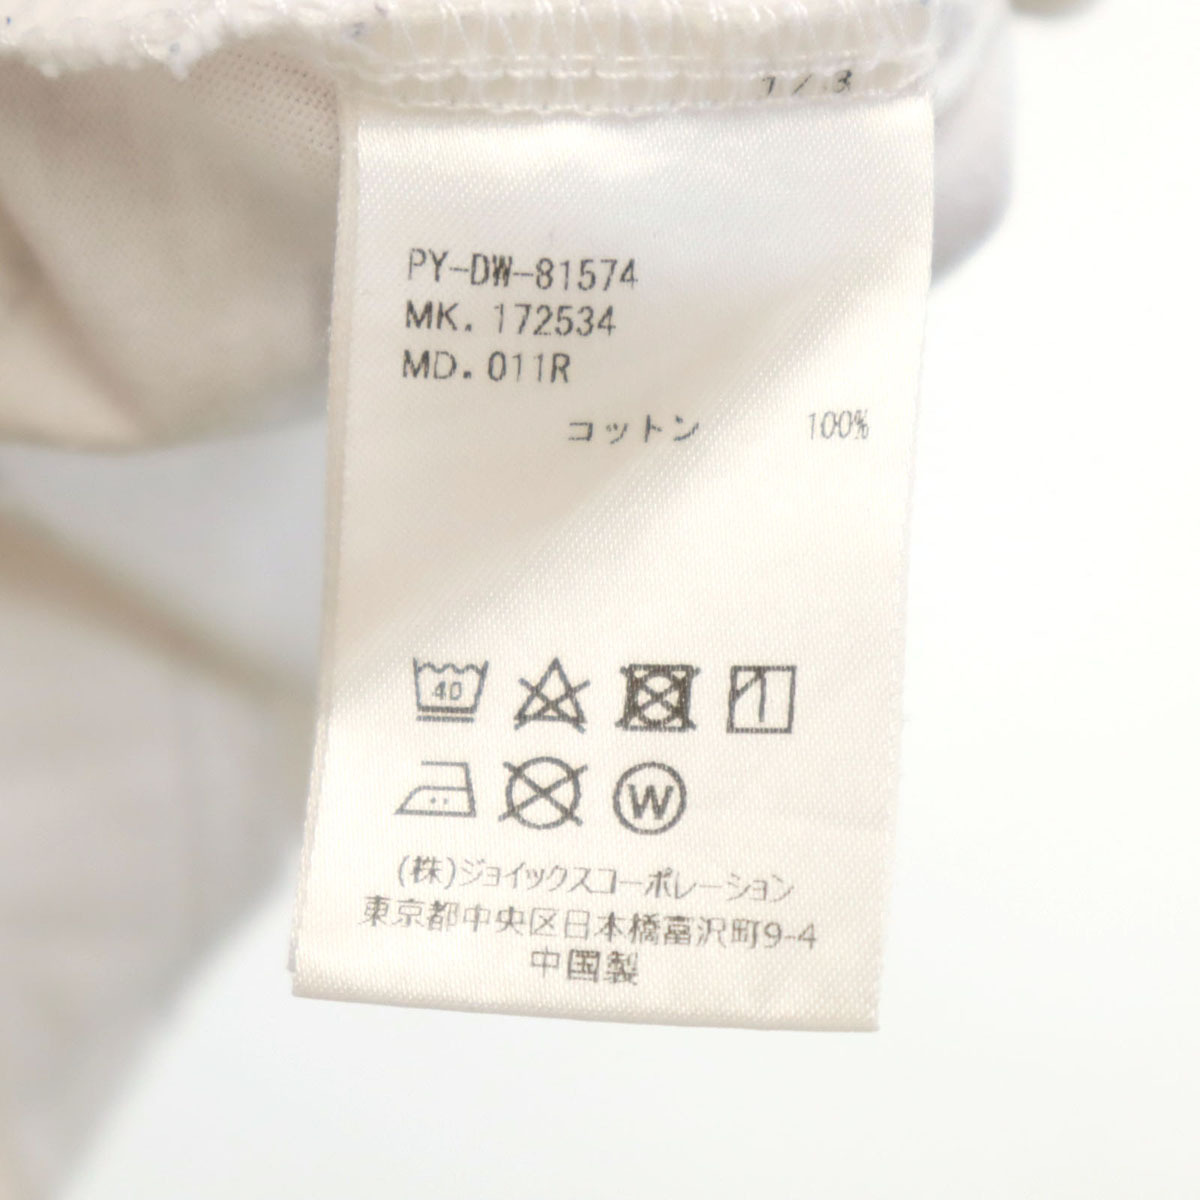 1/3
PY-DW-81574
MK. 172534
MD. 011R
コットン 100%
40
W
(株)ジョイックスコーポレーション
東京都中央区日本橋富沢町9-4
中国製